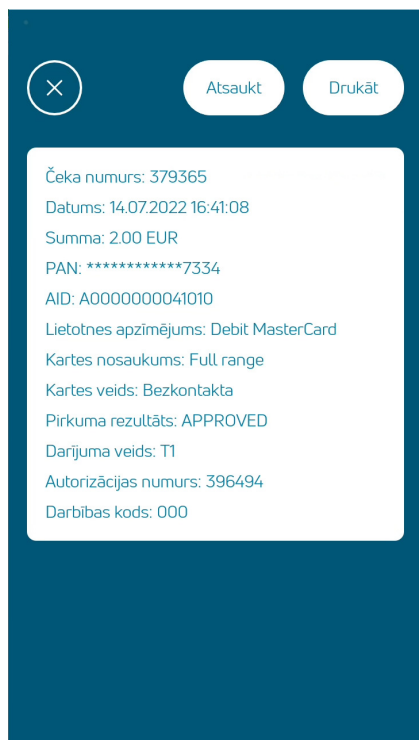 Atsaukt Drukāt
Čeka numurs: 379365
Datums: 14.07.2022 16:41:08
Summa: 2.00 EUR
PAN: ************7334
AID: A0000000041010
Lietotnes apzīmējums: Debit MasterCard
Kartes nosaukums: Full range
Kartes veids: Bezkontakta
Pirkuma rezultāts: APPROVED
Darījuma veids: T1
Autorizācijas numurs: 396494
Darbības kods: 000